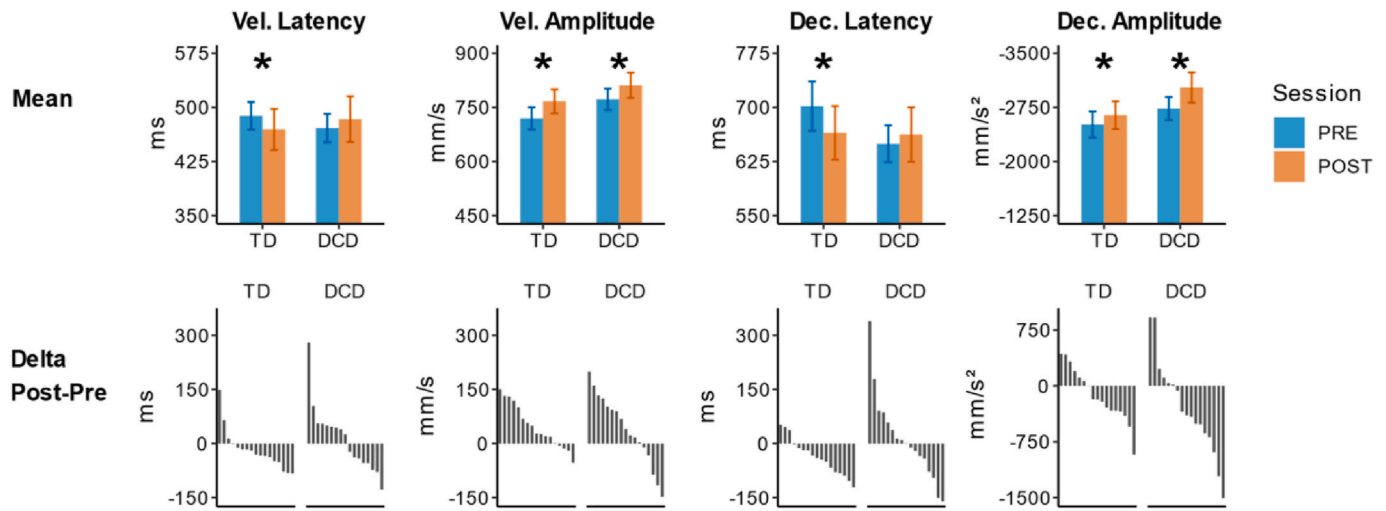 Vel. Latency
Vel. Amplitude
Dec. Latency
Dec. Amplitude
Mean
ms
575
500
425
350
*
TD
DCD
mm/s
900
750
600
450
*
*
TD
DCD
ms
775
700
625
550
*
TD
DCD
mm/s²
-3500
-2750
-2000
-1250
*
*
TD
DCD
Session
PRE
POST
Delta
Post-Pre
ms
300
150
0
-150
TD
DCD
mm/s
300
150
0
-150
TD
DCD
ms
300
150
0
-150
TD
DCD
mm/s²
750
0
-750
-1500
TD
DCD